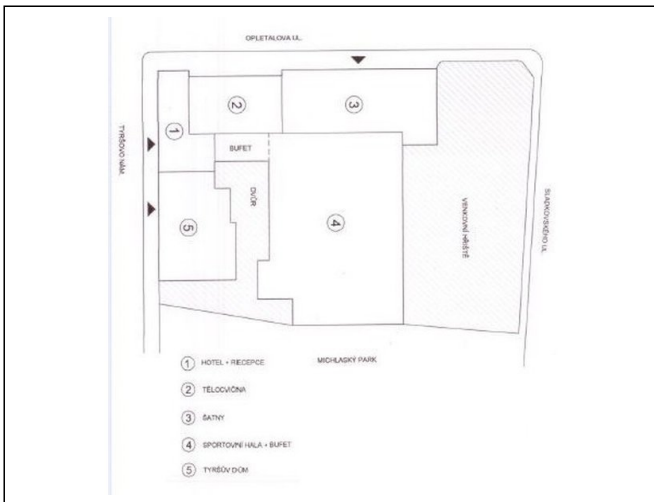 OPLETALOVA UL.
TYRŠOVO NÁM.
1
2
3
BUFET
DVŮR
4
5
VENKOVNÍ HŘIŠTĚ
SLADKOVSKÉHO UL
MICHLASKÝ PARK
1 HOTEL + RECEPCE
2 TĚLOCVIČNA
3 ŠATNY
4 SPORTOVNÍ HALA + BUFET
5 TYRŠŮV DŮM